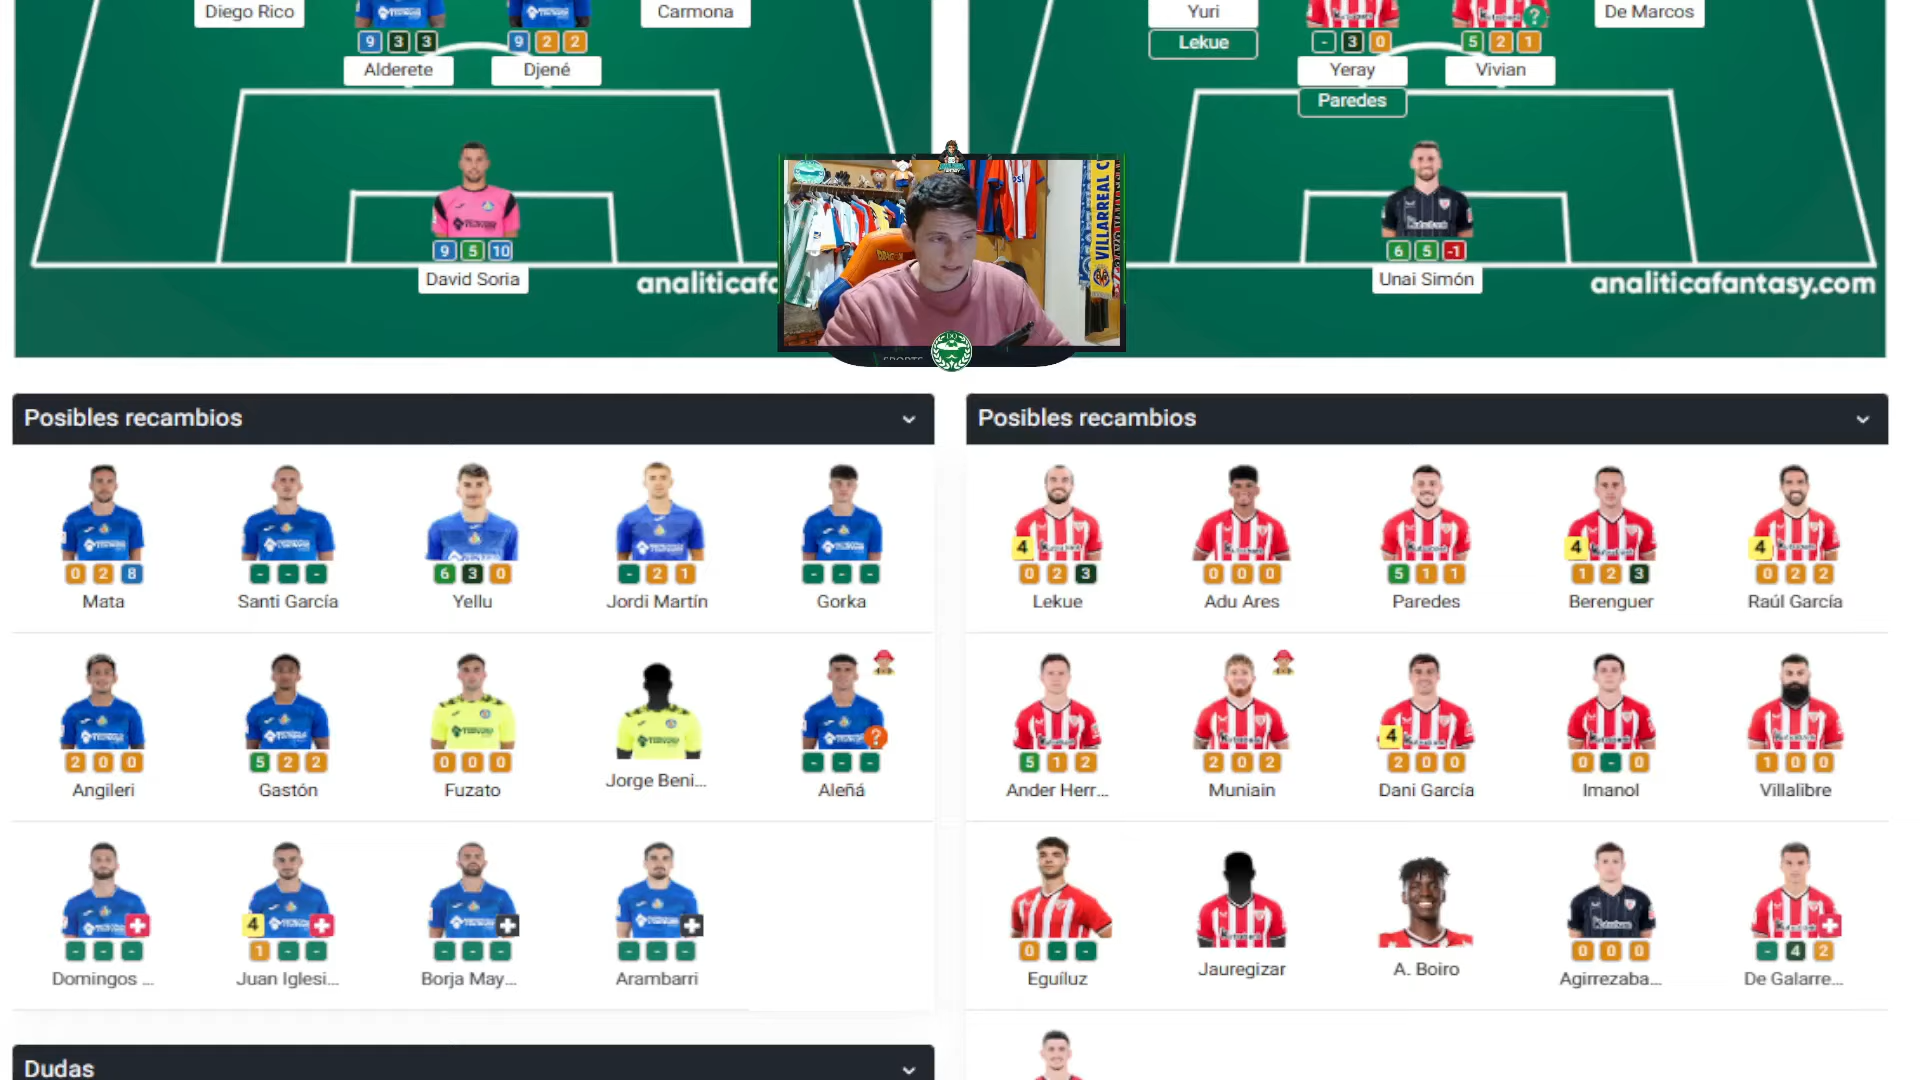 Diego Rico
Carmona
9 3 3
9 2 2
Alderete
Djené
9 5 10
David Soria
analiticafa
Yuri
Lekue
De Marcos
- 3 0
5 2 1
?
Yeray
Vivian
Paredes
6 5 -1
Unai Simón
analiticafantasy.com
VILLARREAL C
Posibles recambios
0 2 8
- - -
6 3 0
- 2 1
- - -
Mata
Santi García
Yellu
Jordi Martín
Gorka
?
2 0 0
5 2 2
0 0 0
- - -
Angileri
Gastón
Fuzato
Jorge Beni...
Aleñá
4
- - -
1 - -
- - -
- - -
Domingos ...
Juan Iglesi...
Borja May...
Arambarri
Dudas
Posibles recambios
4
4
4
0 2 3
0 0 0
5 1 1
1 2 3
0 2 2
Lekue
Adu Ares
Paredes
Berenguer
Raúl García
4
5 1 2
2 0 2
2 0 0
0 - 0
1 0 0
Ander Herr...
Muniain
Dani García
Imanol
Villalibre
0 - -
0 0 0
- 4 2
Eguíluz
Jauregizar
A. Boiro
Agirrezaba...
De Galarre...